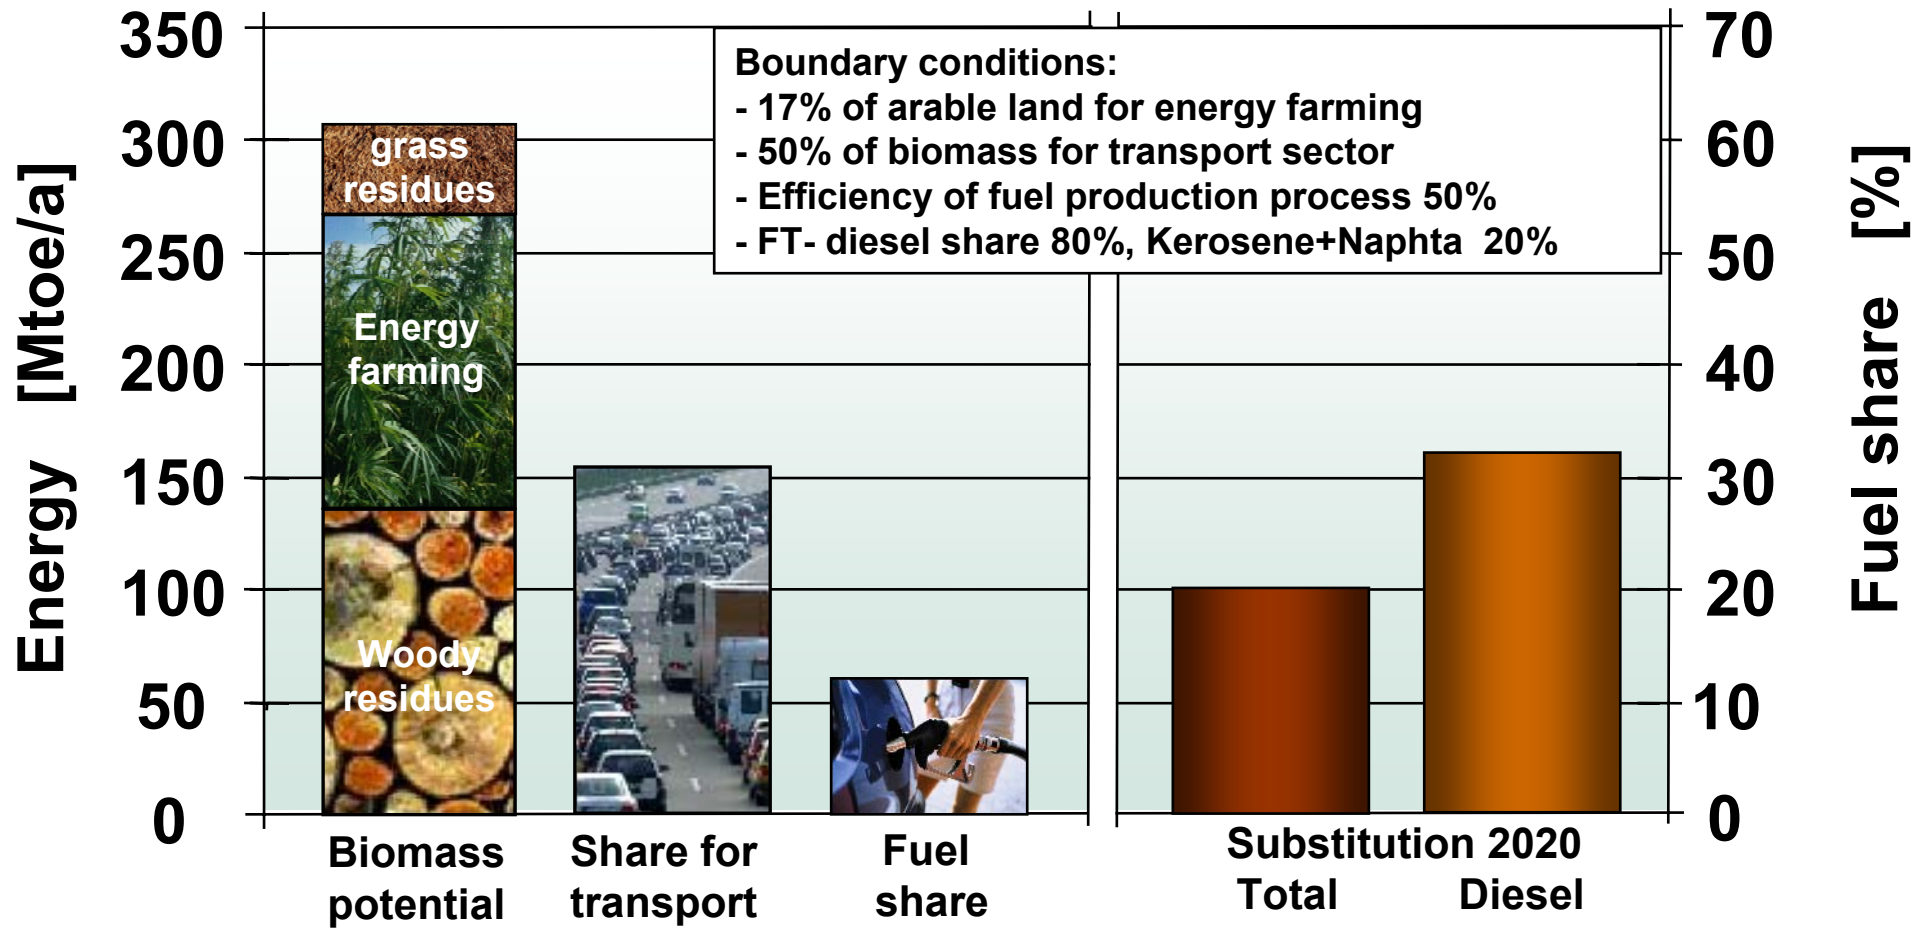 350
300
250
200
150
100
50
0
Energy [Mtoe/a]
grass
residues
Energy
farming
Woody
residues
Boundary conditions:
- 17% of arable land for energy farming
- 50% of biomass for transport sector
- Efficiency of fuel production process 50%
- FT- diesel share 80%, Kerosene+Naphta 20%
70
60
50
40
30
20
10
0
Fuel share [%]
Biomass
potential
Share for
transport
Fuel
share
Substitution 2020
Total Diesel